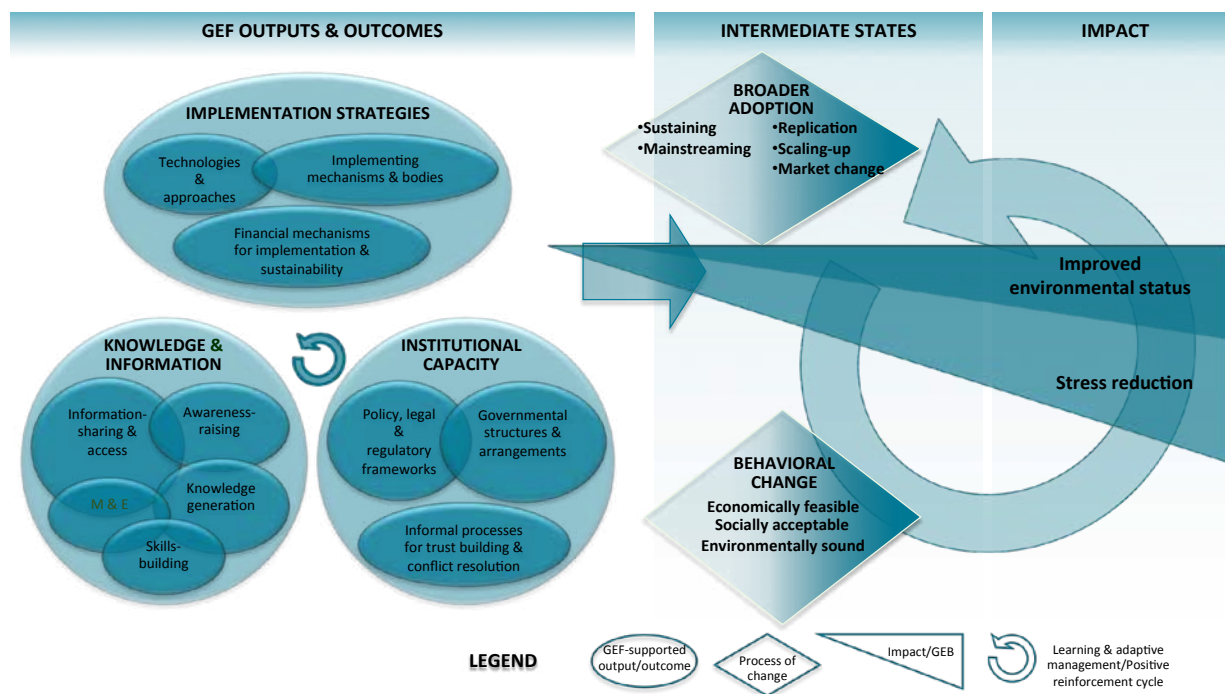 GEF OUTPUTS & OUTCOMES
INTERMEDIATE STATES
IMPACT
IMPLEMENTATION STRATEGIES
Technologies
&
approaches
Implementing
mechanisms & bodies
Financial mechanisms
for implementation &
sustainability
KNOWLEDGE &
INFORMATION
Information-
sharing &
access
Awareness-
raising
Knowledge
generation
M & E
Skills-
building
INSTITUTIONAL
CAPACITY
Policy, legal
&
regulatory
frameworks
Governmental
structures &
arrangements
Informal processes
for trust building &
conflict resolution
BROADER
ADOPTION
•Sustaining
•Mainstreaming
•Replication
•Scaling-up
•Market change
Improved
environmental status
Stress reduction
BEHAVIORAL
CHANGE
Economically feasible
Socially acceptable
Environmentally sound
LEGEND
GEF-supported
output/outcome
Process of
change
Impact/GEB
Learning & adaptive
management/Positive
reinforcement cycle